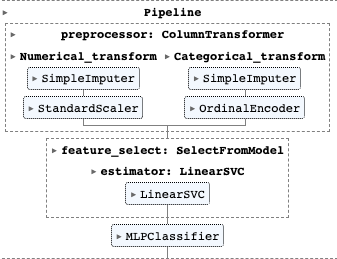 Pipeline
preprocessor: ColumnTransformer
Numerical_transform Categorical_transform
SimpleImputer SimpleImputer
StandardScaler OrdinalEncoder
feature_select: SelectFromModel
estimator: LinearSVC
LinearSVC
MLPClassifier